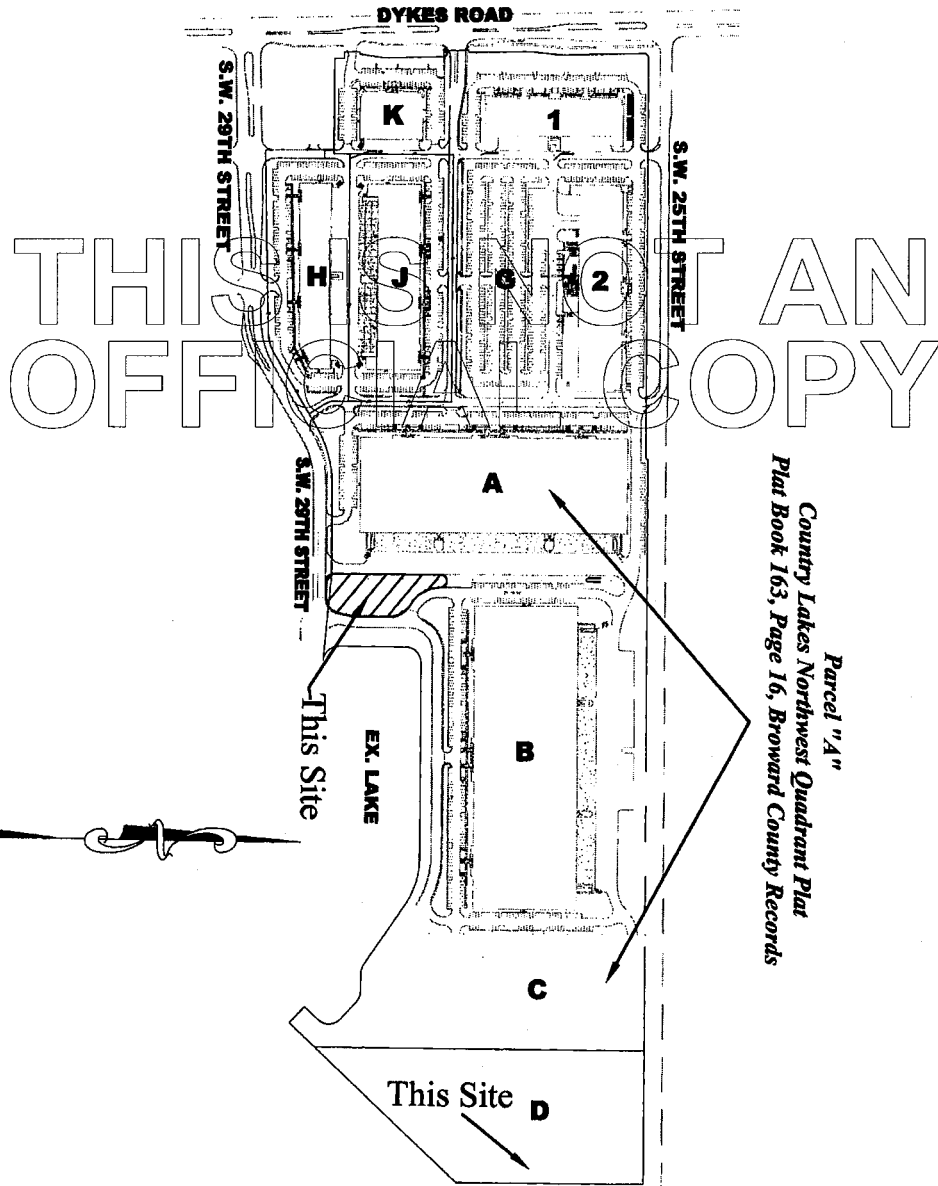 DYKES ROAD
S.W. 29TH STREET
K
1
S.W. 25TH STREET
H
J
G
2
THIS IS NOT AN
OFFICIAL COPY
A
S.W. 29TH STREET
Parcel "A"
Country Lakes Northwest Quadrant Plat
Plat Book 163, Page 16, Broward County Records
This Site
EX. LAKE
B
C
This Site
D